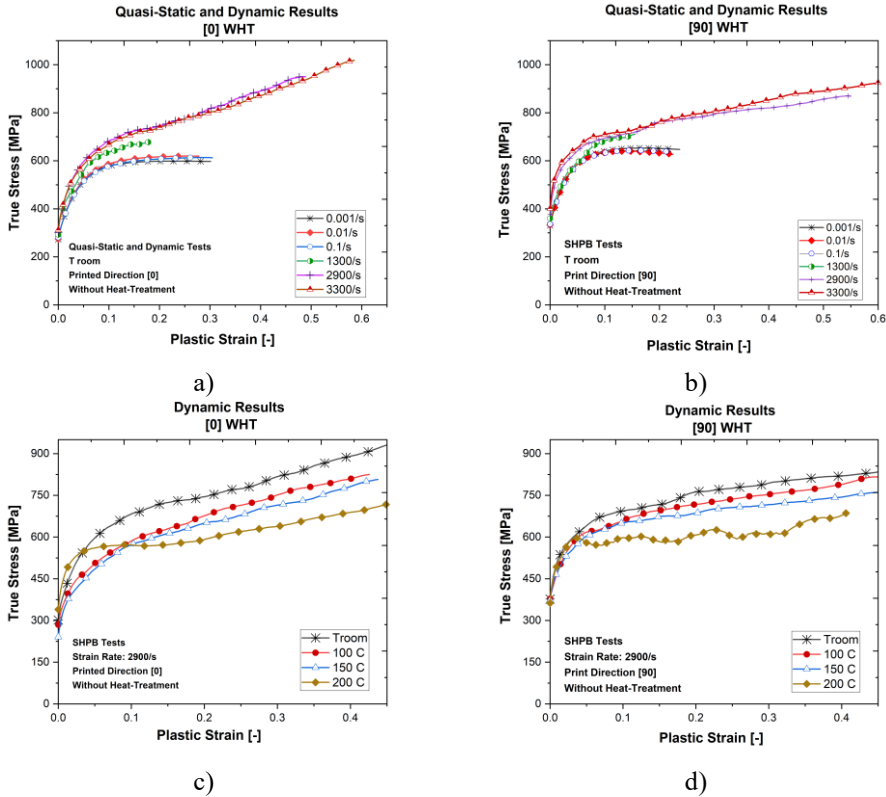 Quasi-Static and Dynamic Results
[0] WHT
True Stress [MPa]
1000
800
600
400
200
0
0.0 0.1 0.2 0.3 0.4 0.5 0.6
Plastic Strain [-]
Quasi-Static and Dynamic Tests
T room
Printed Direction [0]
Without Heat-Treatment
0.001/s
0.01/s
0.1/s
1300/s
2900/s
3300/s
a)
Quasi-Static and Dynamic Results
[90] WHT
True Stress [MPa]
1000
800
600
400
200
0
0.0 0.1 0.2 0.3 0.4 0.5 0.6
Plastic Strain [-]
SHPB Tests
T room
Print Direction [90]
Without Heat-Treatment
0.001/s
0.01/s
0.1/s
1300/s
2900/s
3300/s
b)
Dynamic Results
[0] WHT
True Stress [MPa]
900
750
600
450
300
150
0
0.0 0.1 0.2 0.3 0.4
Plastic Strain [-]
SHPB Tests
Strain Rate: 2900/s
Printed Direction [0]
Without Heat-Treatment
Troom
100 C
150 C
200 C
c)
Dynamic Results
[90] WHT
True Stress [MPa]
900
750
600
450
300
150
0
0.0 0.1 0.2 0.3 0.4
Plastic Strain [-]
SHPB Tests
Strain Rate: 2900/s
Print Direction [90]
Without Heat-Treatment
Troom
100 C
150 C
200 C
d)